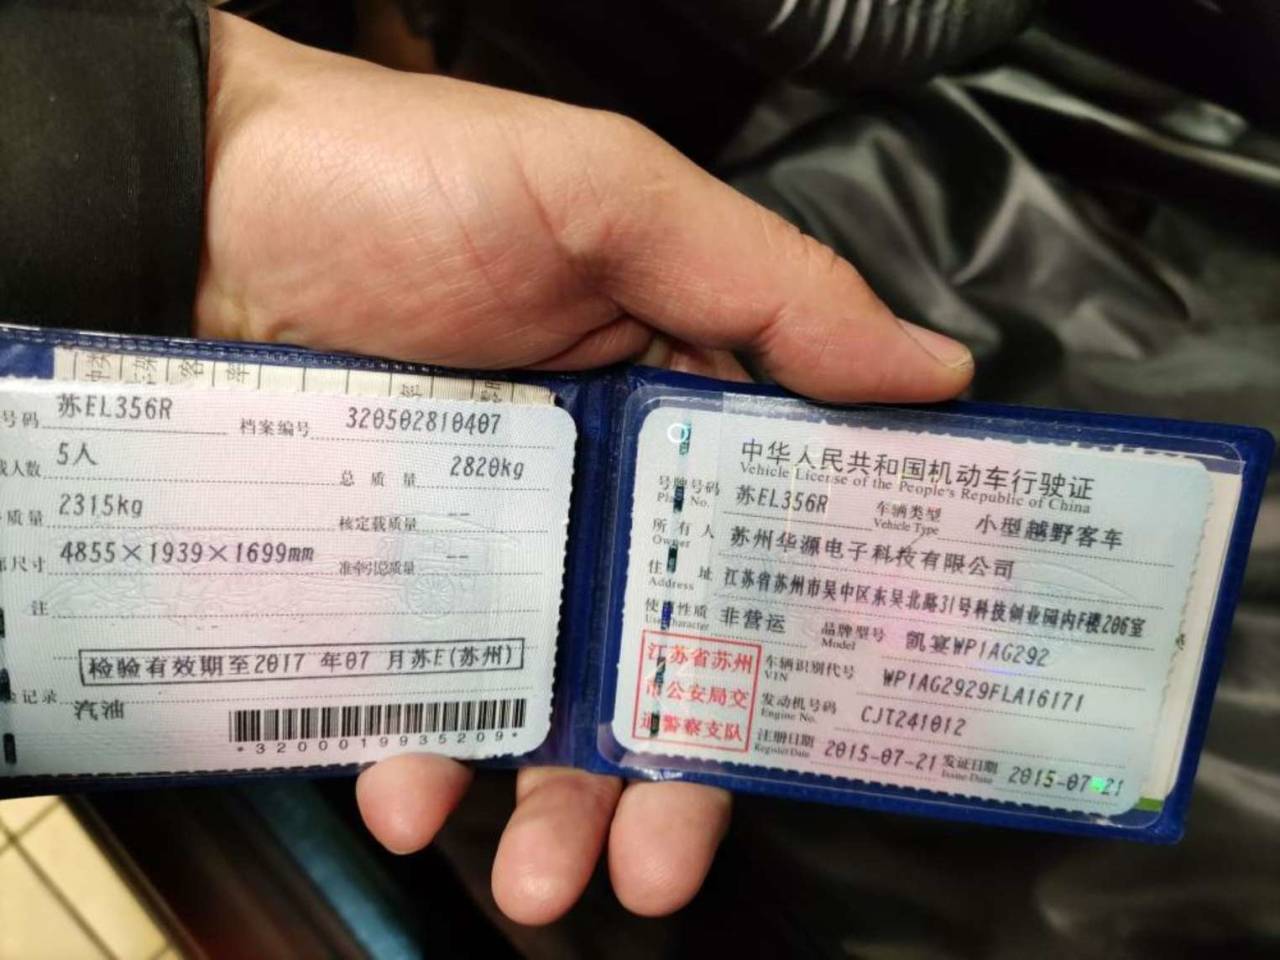 号码 苏EL356R 档案编号 320502810407
人数 5人 总质量 2820kg
质量 2315kg 核定载质量 --
尺寸 4855×1939×1699mm 准牵引总质量 --
注
检验有效期至2017 年07 月苏E(苏州)
记录 汽油
*3200019935209*
中华人民共和国机动车行驶证
Vehicle License of the People's Republic of China
号牌号码 苏EL356R 车辆类型 小型越野客车
Plate No. Vehicle Type
所有人 苏州华源电子科技有限公司
Owner
住址 江苏省苏州市吴中区东吴北路31号科技创业园内F楼206室
Address
使用性质 非营运 品牌型号 凯宴WP1AG292
Use Character Model
江苏省苏州
市公安局交
通警察支队
车辆识别代号 WP1AG2929FLA16171
VIN
发动机号码 CJT241012
Engine No.
注册日期 2015-07-21 发证日期 2015-07-21
Register Date Issue Date